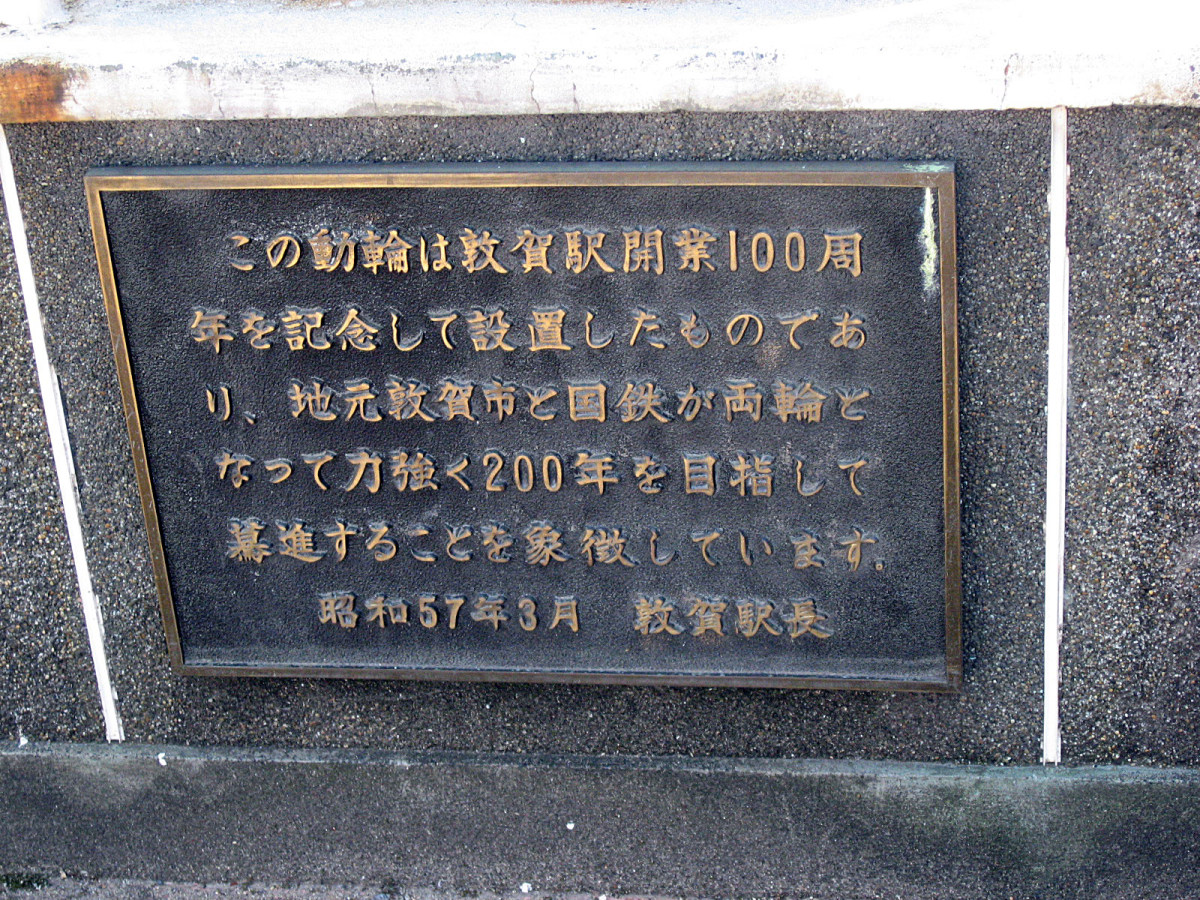 この動輪は敦賀駅開業100周
年を記念して設置したものであ
り、地元敦賀市と国鉄が両輪と
なって力強く200年を目指して
驀進することを象徴しています。
昭和57年3月 敦賀駅長